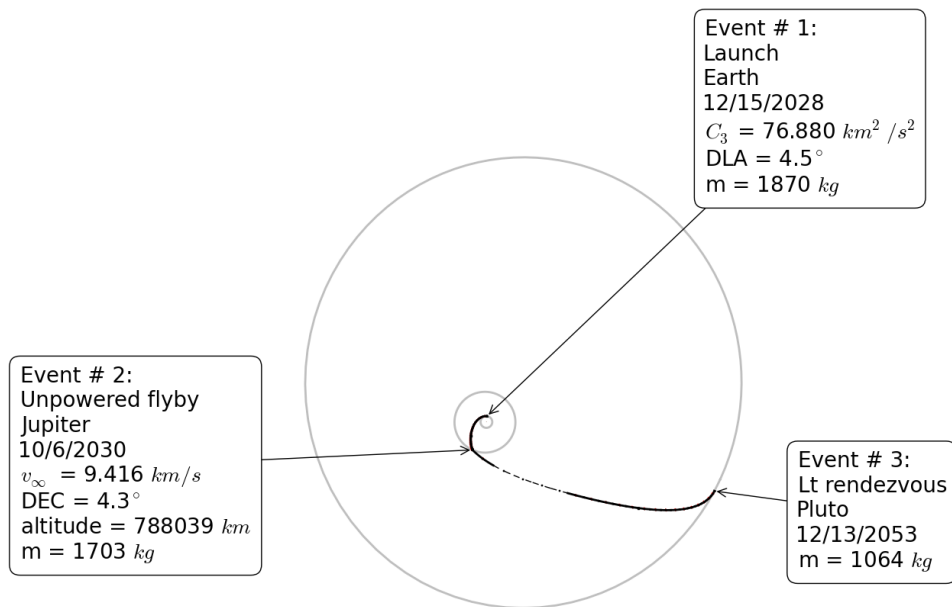 Event # 1:
Launch
Earth
12/15/2028
C₃ = 76.880 km² /s²
DLA = 4.5°
m = 1870 kg
Event # 2:
Unpowered flyby
Jupiter
10/6/2030
v∞ = 9.416 km/s
DEC = 4.3°
altitude = 788039 km
m = 1703 kg
Event # 3:
Lt rendezvous
Pluto
12/13/2053
m = 1064 kg